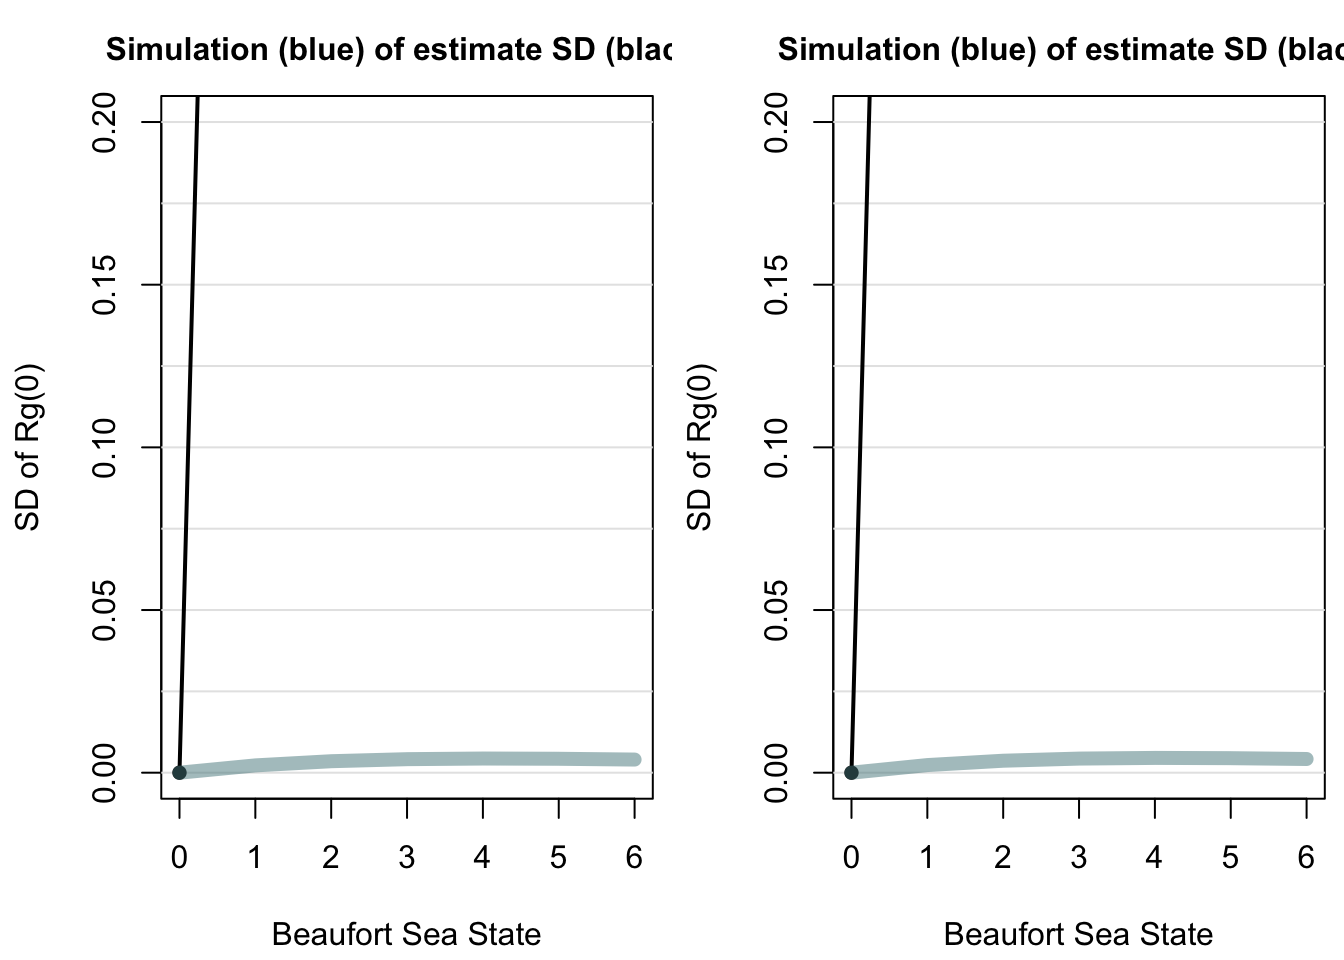 Simulation (blue) of estimate SD (blac
0.20
0.15
0.10
0.05
0.00
SD of Rg(0)
0 1 2 3 4 5 6
Beaufort Sea State
Simulation (blue) of estimate SD (blac
0.20
0.15
0.10
0.05
0.00
SD of Rg(0)
0 1 2 3 4 5 6
Beaufort Sea State